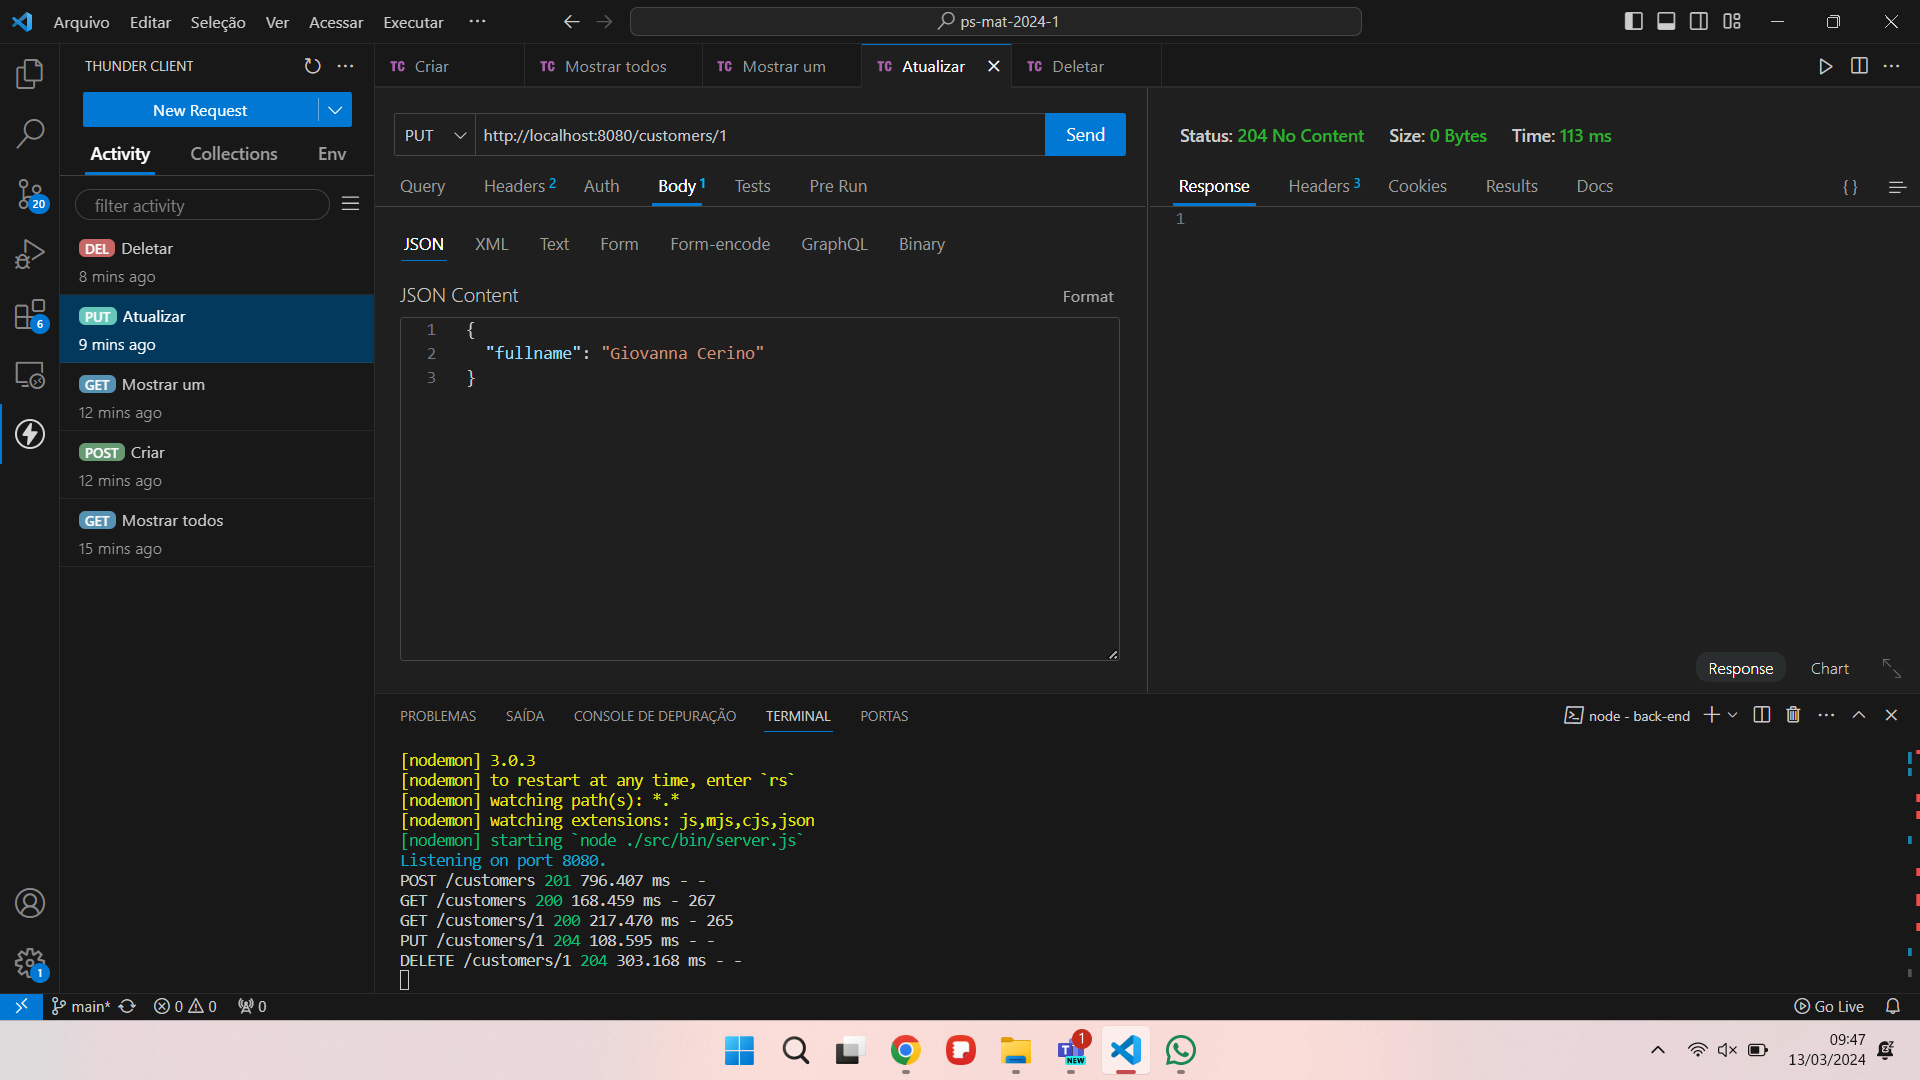 Arquivo Editar Seleção Ver Acessar Executar ··· ps-mat-2024-1
THUNDER CLIENT
New Request
Activity Collections Env
filter activity
DEL Deletar
8 mins ago
PUT Atualizar
9 mins ago
GET Mostrar um
12 mins ago
POST Criar
12 mins ago
GET Mostrar todos
15 mins ago
20
6
1
TC Criar TC Mostrar todos TC Mostrar um TC Atualizar TC Deletar
PUT http://localhost:8080/customers/1 Send
Query Headers 2 Auth Body 1 Tests Pre Run
JSON XML Text Form Form-encode GraphQL Binary
JSON Content Format
1 {
2 "fullname": "Giovanna Cerino"
3 }
Status: 204 No Content Size: 0 Bytes Time: 113 ms
Response Headers 3 Cookies Results Docs { }
1
Response Chart
PROBLEMAS SAÍDA CONSOLE DE DEPURAÇÃO TERMINAL PORTAS node - back-end
[nodemon] 3.0.3
[nodemon] to restart at any time, enter `rs`
[nodemon] watching path(s): *.*
[nodemon] watching extensions: js,mjs,cjs,json
[nodemon] starting `node ./src/bin/server.js`
Listening on port 8080.
POST /customers 201 796.407 ms - -
GET /customers 200 168.459 ms - 267
GET /customers/1 200 217.470 ms - 265
PUT /customers/1 204 108.595 ms - -
DELETE /customers/1 204 303.168 ms - -
main* 0 0 0 Go Live
1
NEW
09:47
13/03/2024